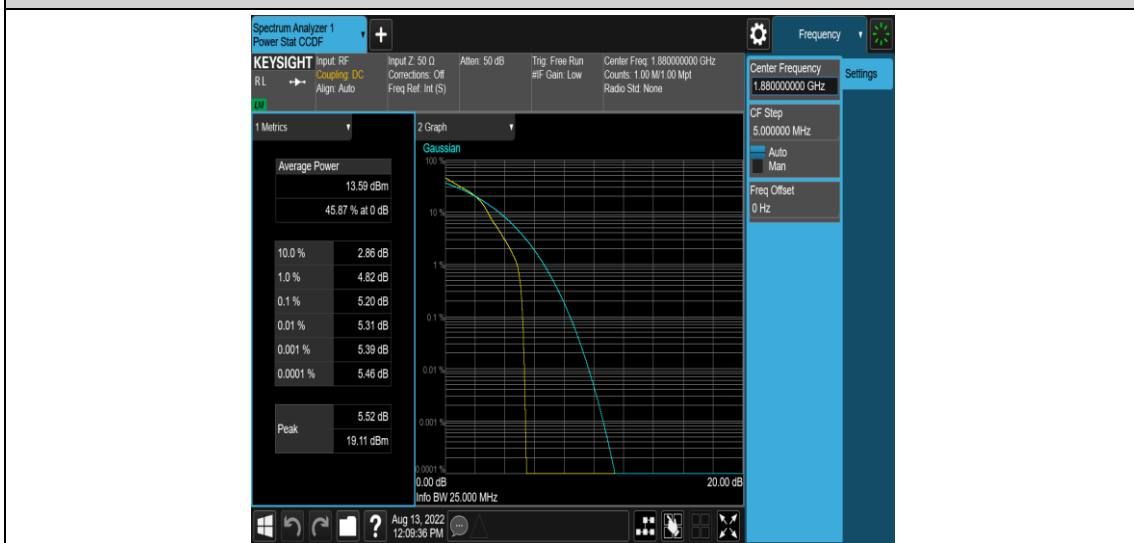 Spectrum Analyzer 1
Power Stat CCDF
+
Frequency
KEYSIGHT
RL
LXI
Input: RF
Coupling: DC
Align: Auto
Input Z: 50 Ω
Corrections: Off
Freq Ref: Int (S)
Atten: 50 dB
Trig: Free Run
#IF Gain: Low
Center Freq: 1.880000000 GHz
Counts: 1.00 M/1.00 Mpt
Radio Std: None
Center Frequency
1.880000000 GHz
Settings
CF Step
5.000000 MHz
Auto
Man
Freq Offset
0 Hz
1 Metrics
Average Power
13.59 dBm
45.87 % at 0 dB
10.0 % 2.86 dB
1.0 % 4.82 dB
0.1 % 5.20 dB
0.01 % 5.31 dB
0.001 % 5.39 dB
0.0001 % 5.46 dB
Peak 5.52 dB
19.11 dBm
2 Graph
Gaussian
100 %
10 %
1 %
0.1 %
0.01 %
0.001 %
0.0001 %
0.00 dB 20.00 dB
Info BW 25.000 MHz
?
Aug 13, 2022
12:09:36 PM